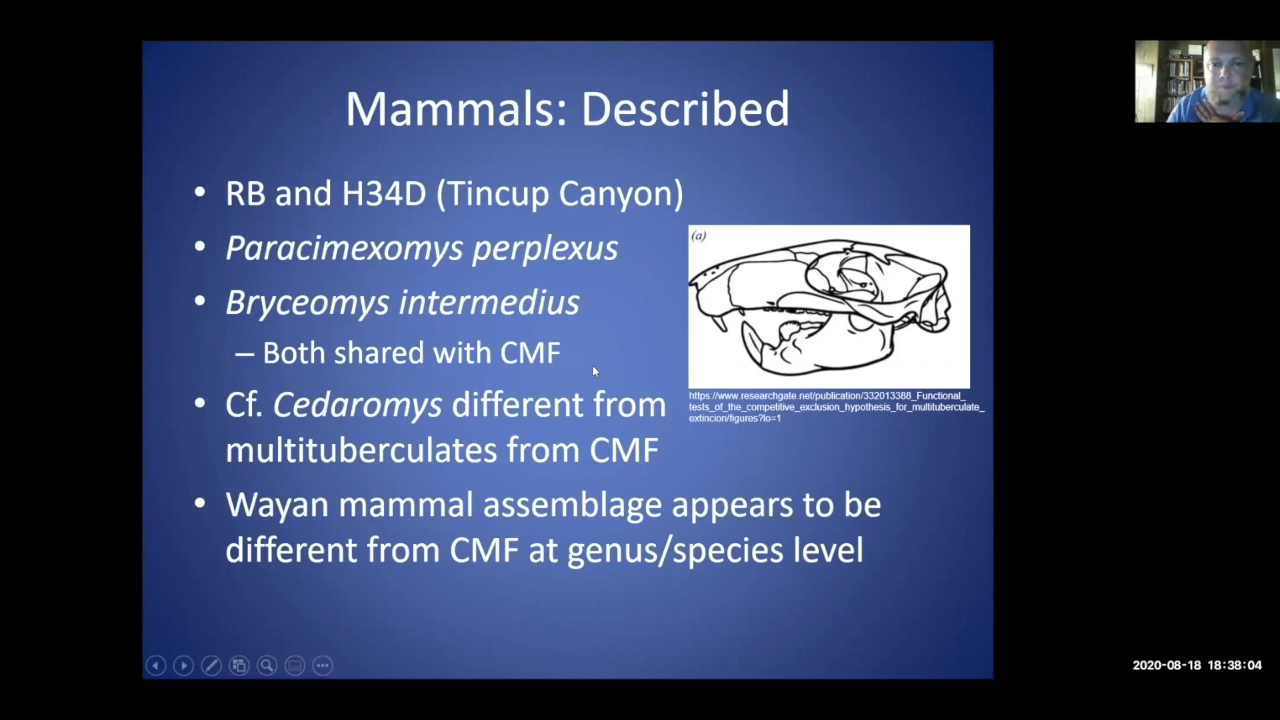 Mammals: Described
• RB and H34D (Tincup Canyon)
• Paracimexomys perplexus
• Bryceomys intermedius
– Both shared with CMF
• Cf. Cedaromys different from
multituberculates from CMF
• Wayan mammal assemblage appears to be
different from CMF at genus/species level
(a)
https://www.researchgate.net/publication/332013388_Functional_
tests_of_the_competitive_exclusion_hypothesis_for_multituberculate_
extincion/figures?lo=1
2020-08-18 18:38:04